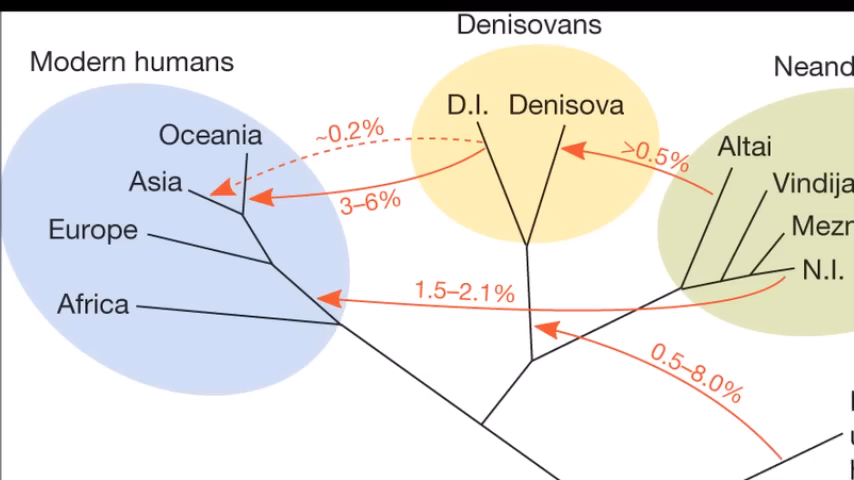 Denisovans
Modern humans
Neand
D.I. Denisova
Oceania
~0.2%
>0.5%
Altai
Asia
Vindija
3–6%
Europe
Mezr
N.I.
1.5–2.1%
Africa
0.5–8.0%